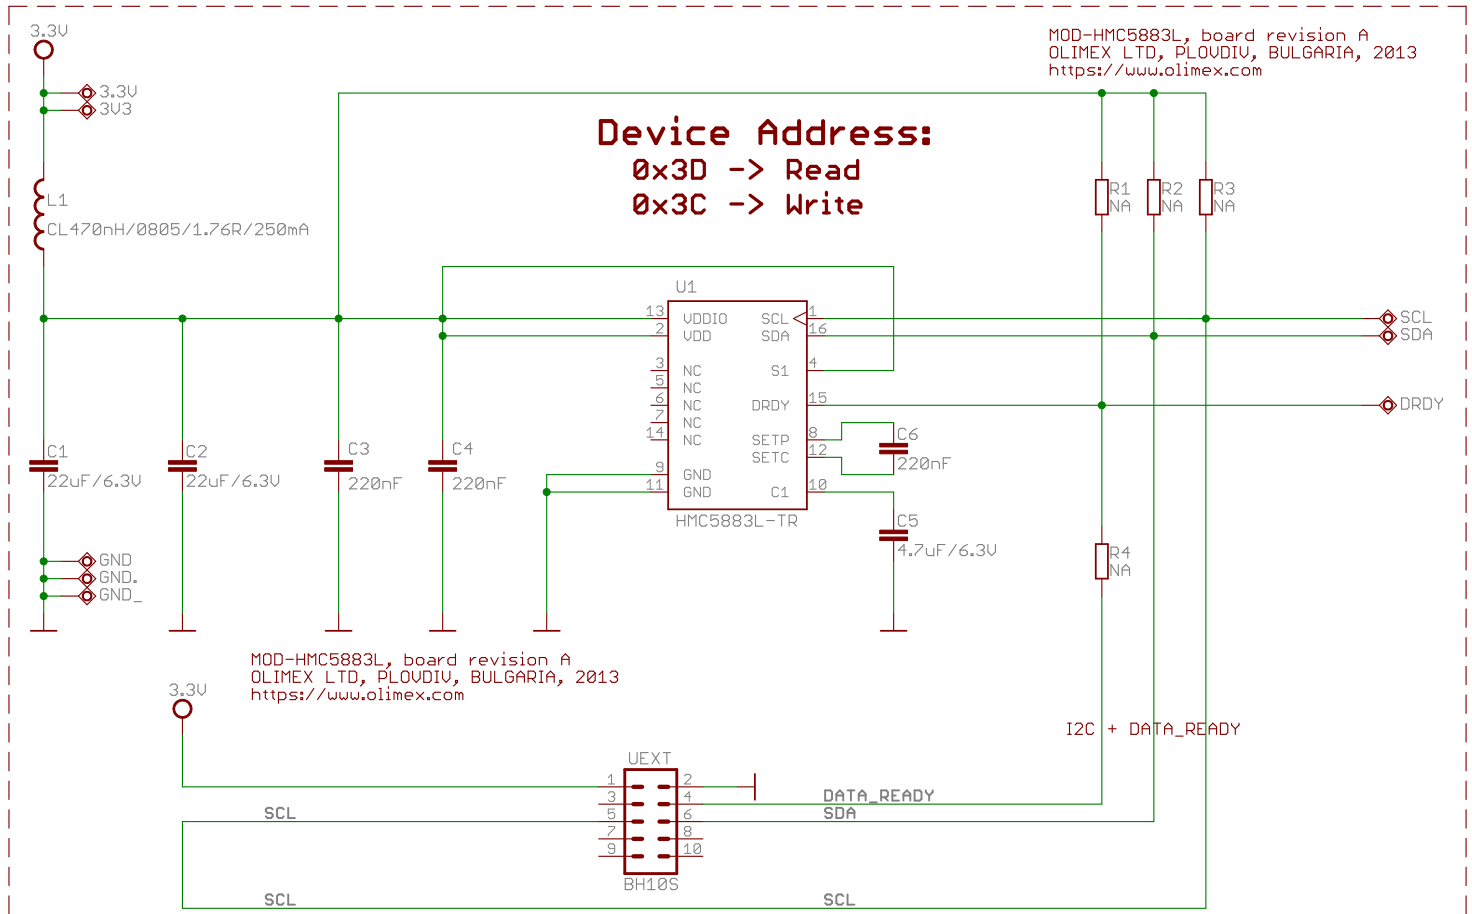 3.3V
MOD-HMC5883L, board revision A
OLIMEX LTD, PLOVDIV, BULGARIA, 2013
https://www.olimex.com
3.3V
3V3
Device Address:
0x3D -> Read
0x3C -> Write
L1
CL470nH/0805/1.76R/250mA
R1
NA
R2
NA
R3
NA
U1
13 VDDIO SCL 1
2 VDD SDA 16
3 NC S1 4
5 NC
6 NC DRDY 15
7 NC
14 NC SETP 8
SETC 12
9 GND
11 GND C1 10
HMC5883L-TR
SCL
SDA
DRDY
C1
22uF/6.3V
C2
22uF/6.3V
C3
220nF
C4
220nF
C6
220nF
C5
4.7uF/6.3V
R4
NA
GND
GND.
GND_
MOD-HMC5883L, board revision A
OLIMEX LTD, PLOVDIV, BULGARIA, 2013
https://www.olimex.com
3.3V
I2C + DATA_READY
UEXT
1 2
3 4 DATA_READY
SCL 5 6 SDA
7 8
9 10
BH10S
SCL SCL